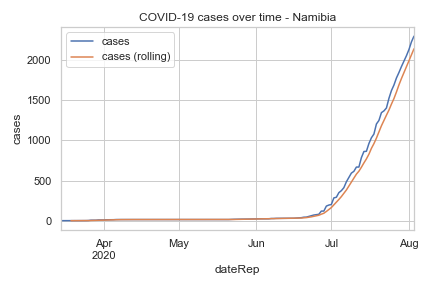 COVID-19 cases over time - Namibia
cases
cases (rolling)
2000
1500
1000
500
0
cases
Apr
2020
May
Jun
Jul
Aug
dateRep